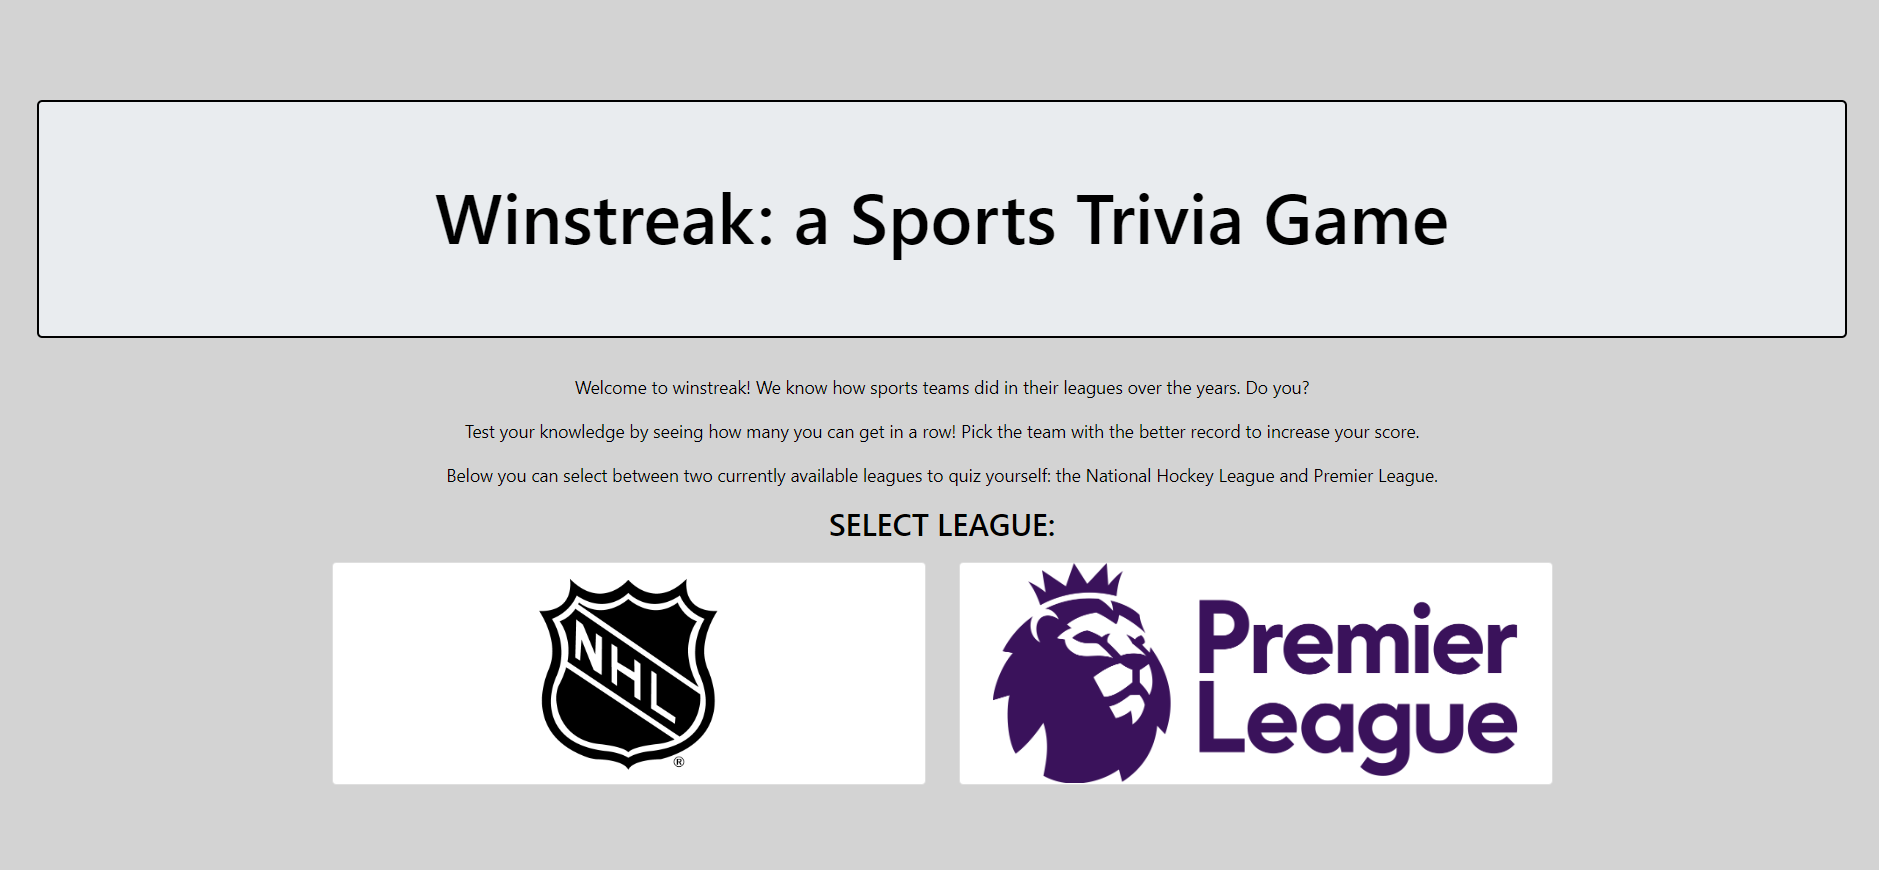 Winstreak: a Sports Trivia Game
Welcome to winstreak! We know how sports teams did in their leagues over the years. Do you?
Test your knowledge by seeing how many you can get in a row! Pick the team with the better record to increase your score.
Below you can select between two currently available leagues to quiz yourself: the National Hockey League and Premier League.
SELECT LEAGUE:
NHL
®
Premier
League